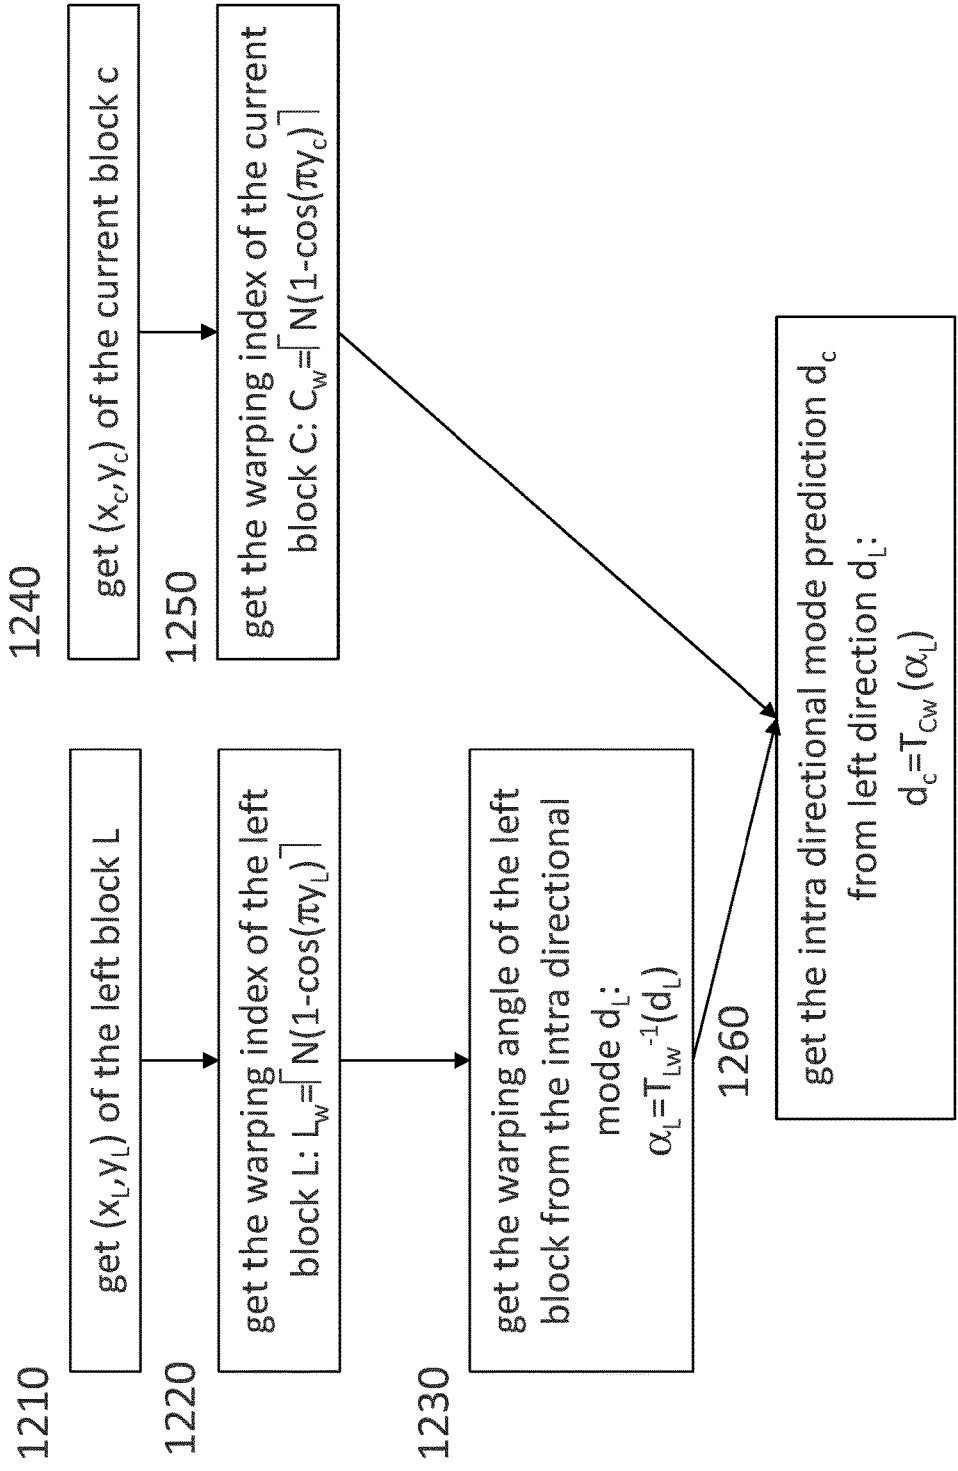 1210
get (x_L,y_L) of the left block L
1220
get the warping index of the left
block L: L_w=⌈N(1-cos(πy_L)⌉
1230
get the warping angle of the left
block from the intra directional
mode d_L:
α_L=T_Lw^-1(d_L)
1240
get (x_c,y_c) of the current block c
1250
get the warping index of the current
block C: C_w=⌈N(1-cos(πy_c)⌉
1260
get the intra directional mode prediction d_c
from left direction d_L:
d_c=T_Cw(α_L)